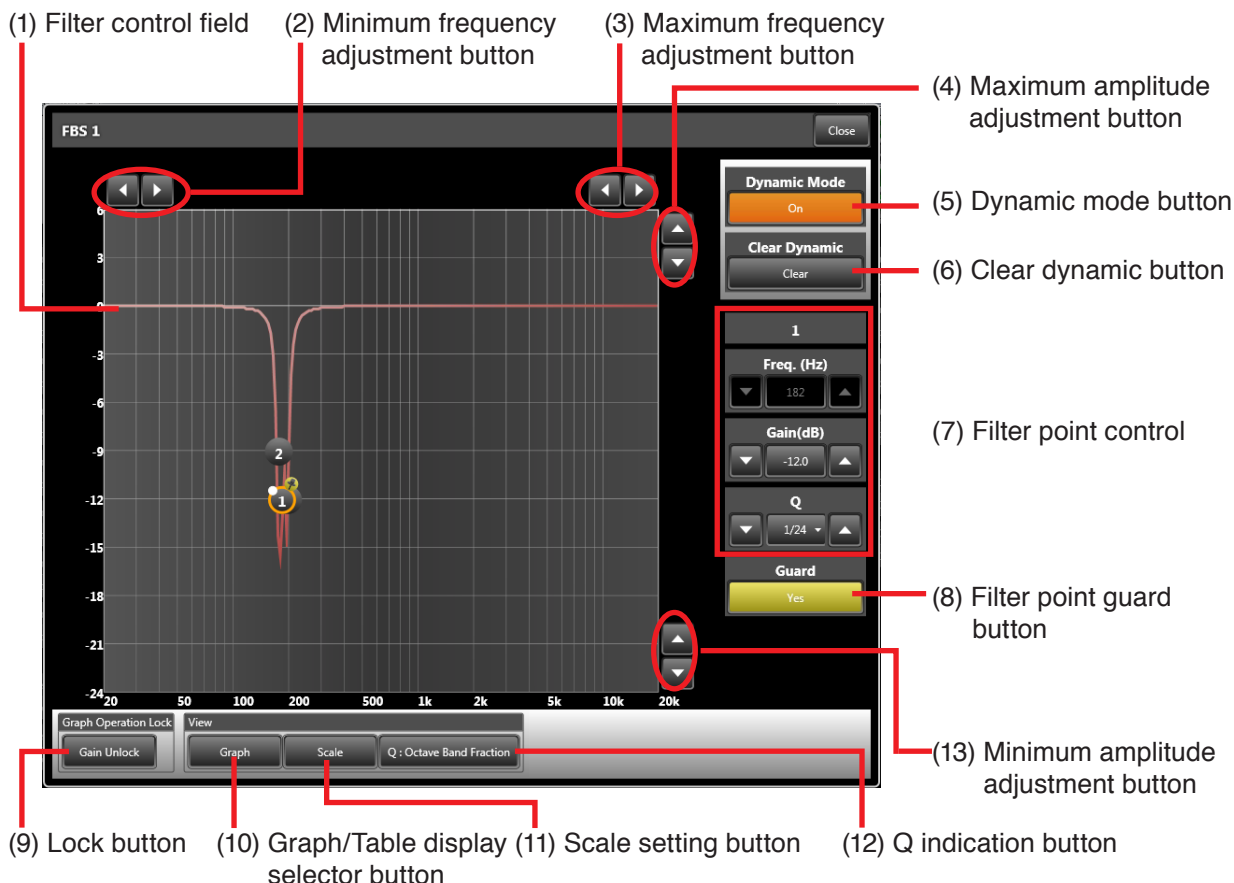 (1) Filter control field
(2) Minimum frequency
adjustment button
(3) Maximum frequency
adjustment button
(4) Maximum amplitude
adjustment button
FBS 1
Close
Dynamic Mode
On
(5) Dynamic mode button
Clear Dynamic
Clear
(6) Clear dynamic button
6
3
0
-3
-6
-9
-12
-15
-18
-21
-24
2
1
1
Freq. (Hz)
182
Gain(dB)
-12.0
(7) Filter point control
Q
1/24
Guard
Yes
(8) Filter point guard
button
20 50 100 200 500 1k 2k 5k 10k 20k
Graph Operation Lock
View
Gain Unlock
Graph
Scale
Q : Octave Band Fraction
(13) Minimum amplitude
adjustment button
(9) Lock button
(10) Graph/Table display
selector button
(11) Scale setting button
(12) Q indication button